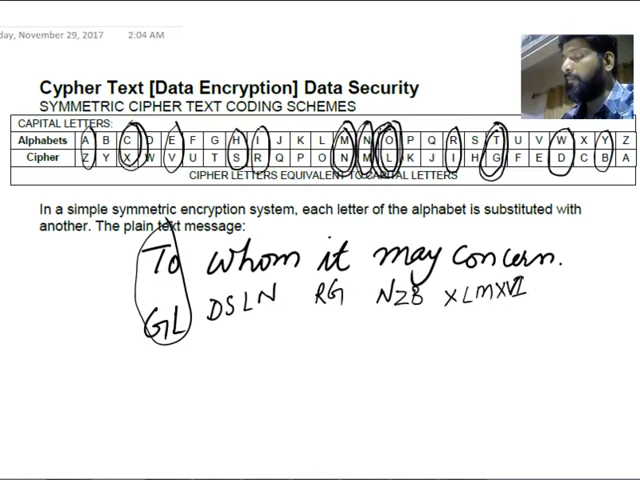 day, November 29, 2017 2:04 AM
Cypher Text [Data Encryption] Data Security
SYMMETRIC CIPHER TEXT CODING SCHEMES
CAPITAL LETTERS:
Alphabets A B C D E F G H I J K L M N O P Q R S T U V W X Y Z
Cipher Z Y X W V U T S R Q P O N M L K J I H G F E D C B A
CIPHER LETTERS EQUIVALENT TO CAPITAL LETTERS
In a simple symmetric encryption system, each letter of the alphabet is substituted with
another. The plain text message:
To whom it may concern.
GL DSLN RG NZB XLMXVI